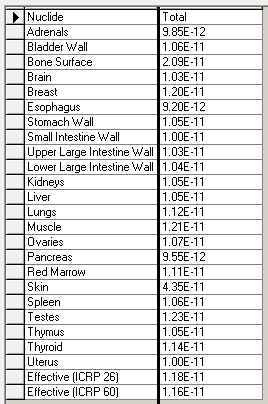 Nuclide Total
Adrenals 9.85E-12
Bladder Wall 1.06E-11
Bone Surface 2.09E-11
Brain 1.03E-11
Breast 1.20E-11
Esophagus 9.20E-12
Stomach Wall 1.05E-11
Small Intestine Wall 1.00E-11
Upper Large Intestine Wall 1.03E-11
Lower Large Intestine Wall 1.04E-11
Kidneys 1.05E-11
Liver 1.05E-11
Lungs 1.12E-11
Muscle 1.21E-11
Ovaries 1.07E-11
Pancreas 9.55E-12
Red Marrow 1.11E-11
Skin 4.35E-11
Spleen 1.06E-11
Testes 1.23E-11
Thymus 1.05E-11
Thyroid 1.14E-11
Uterus 1.00E-11
Effective (ICRP 26) 1.18E-11
Effective (ICRP 60) 1.16E-11